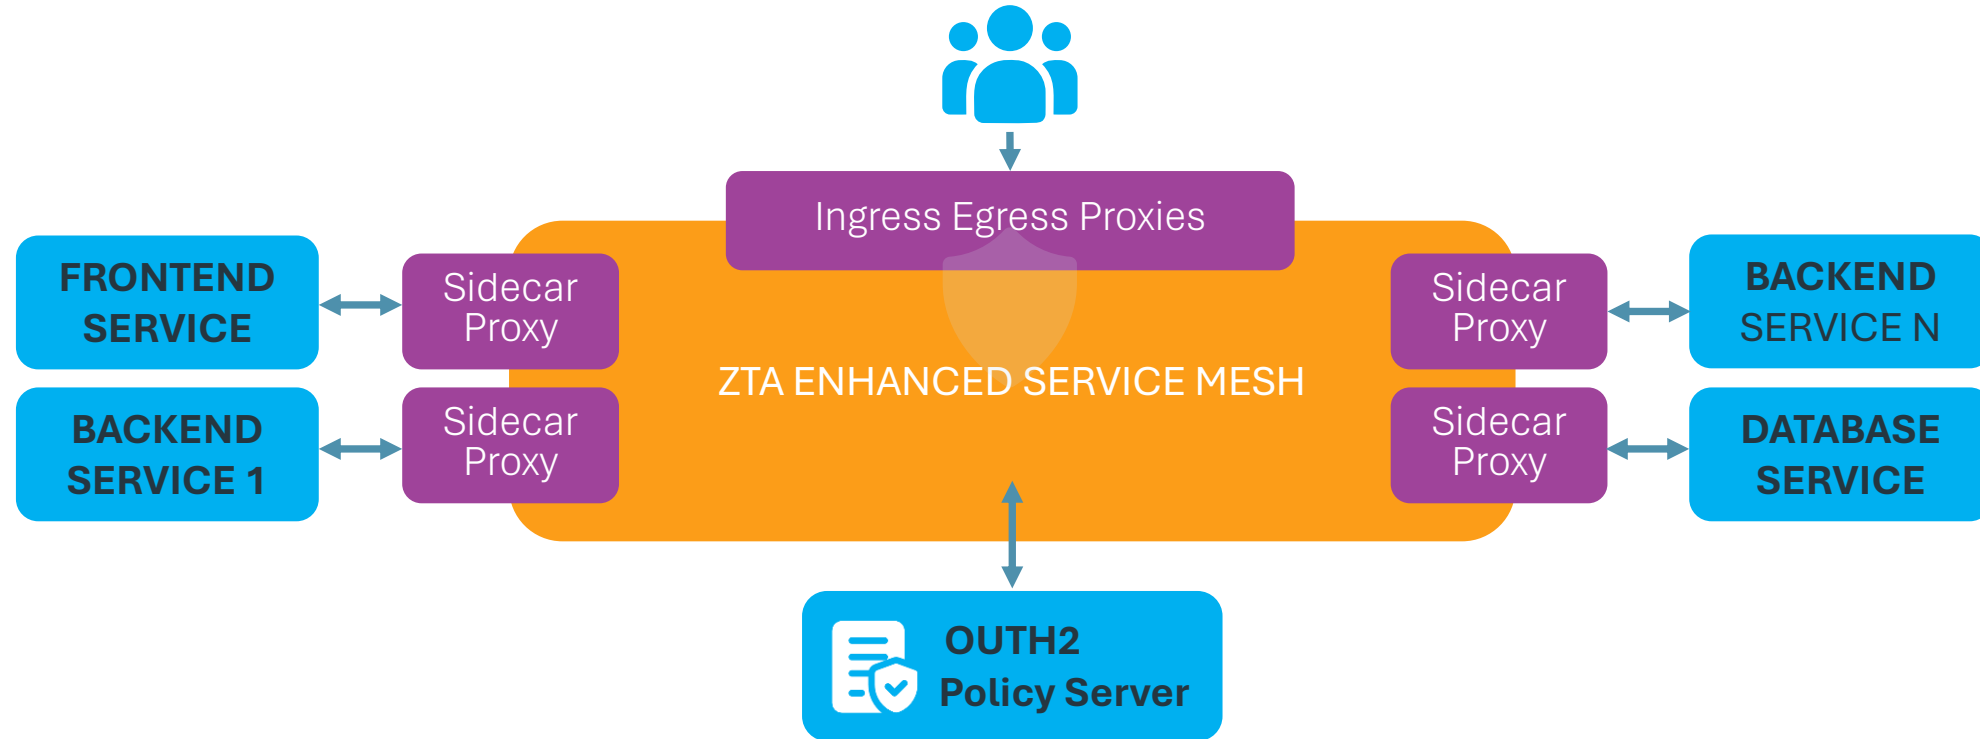 Ingress Egress Proxies
FRONTEND
SERVICE
Sidecar
Proxy
Sidecar
Proxy
BACKEND
SERVICE N
ZTA ENHANCED SERVICE MESH
BACKEND
SERVICE 1
Sidecar
Proxy
Sidecar
Proxy
DATABASE
SERVICE
OUTH2
Policy Server